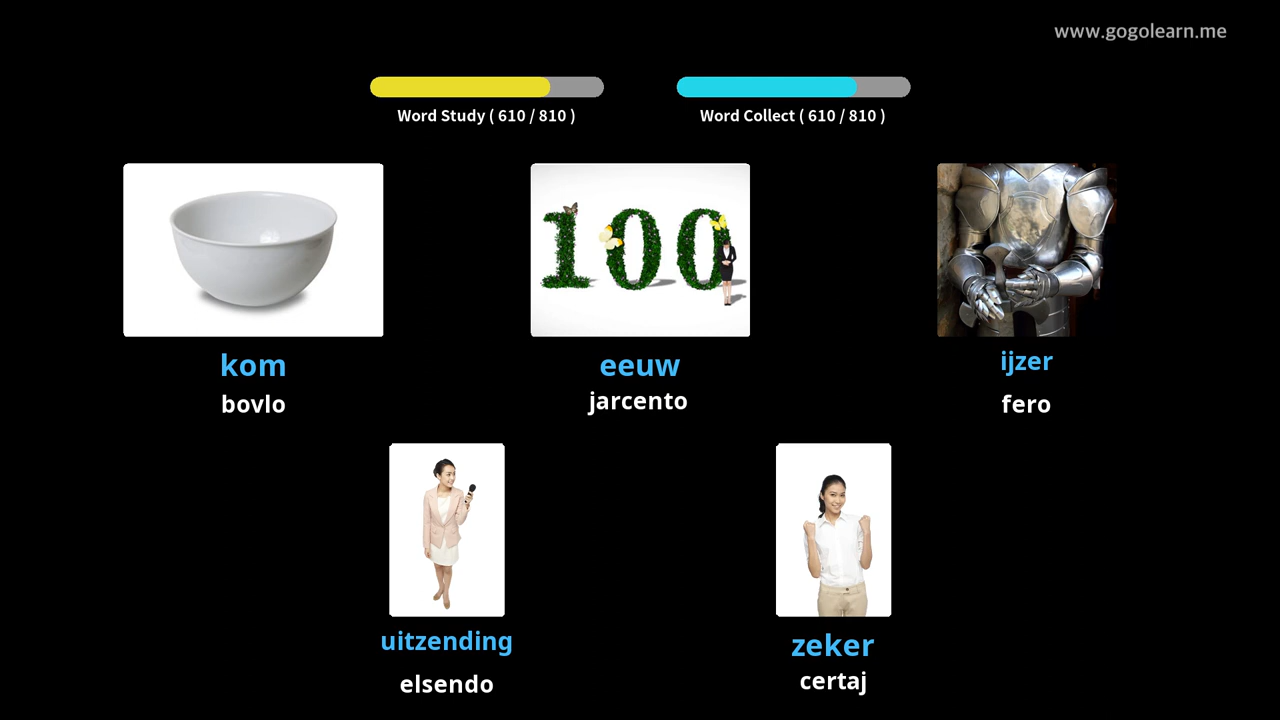 www.gogolearn.me
Word Study ( 610 / 810 )
Word Collect ( 610 / 810 )
100
kom
bovlo
eeuw
jarcento
ijzer
fero
uitzending
elsendo
zeker
certaj